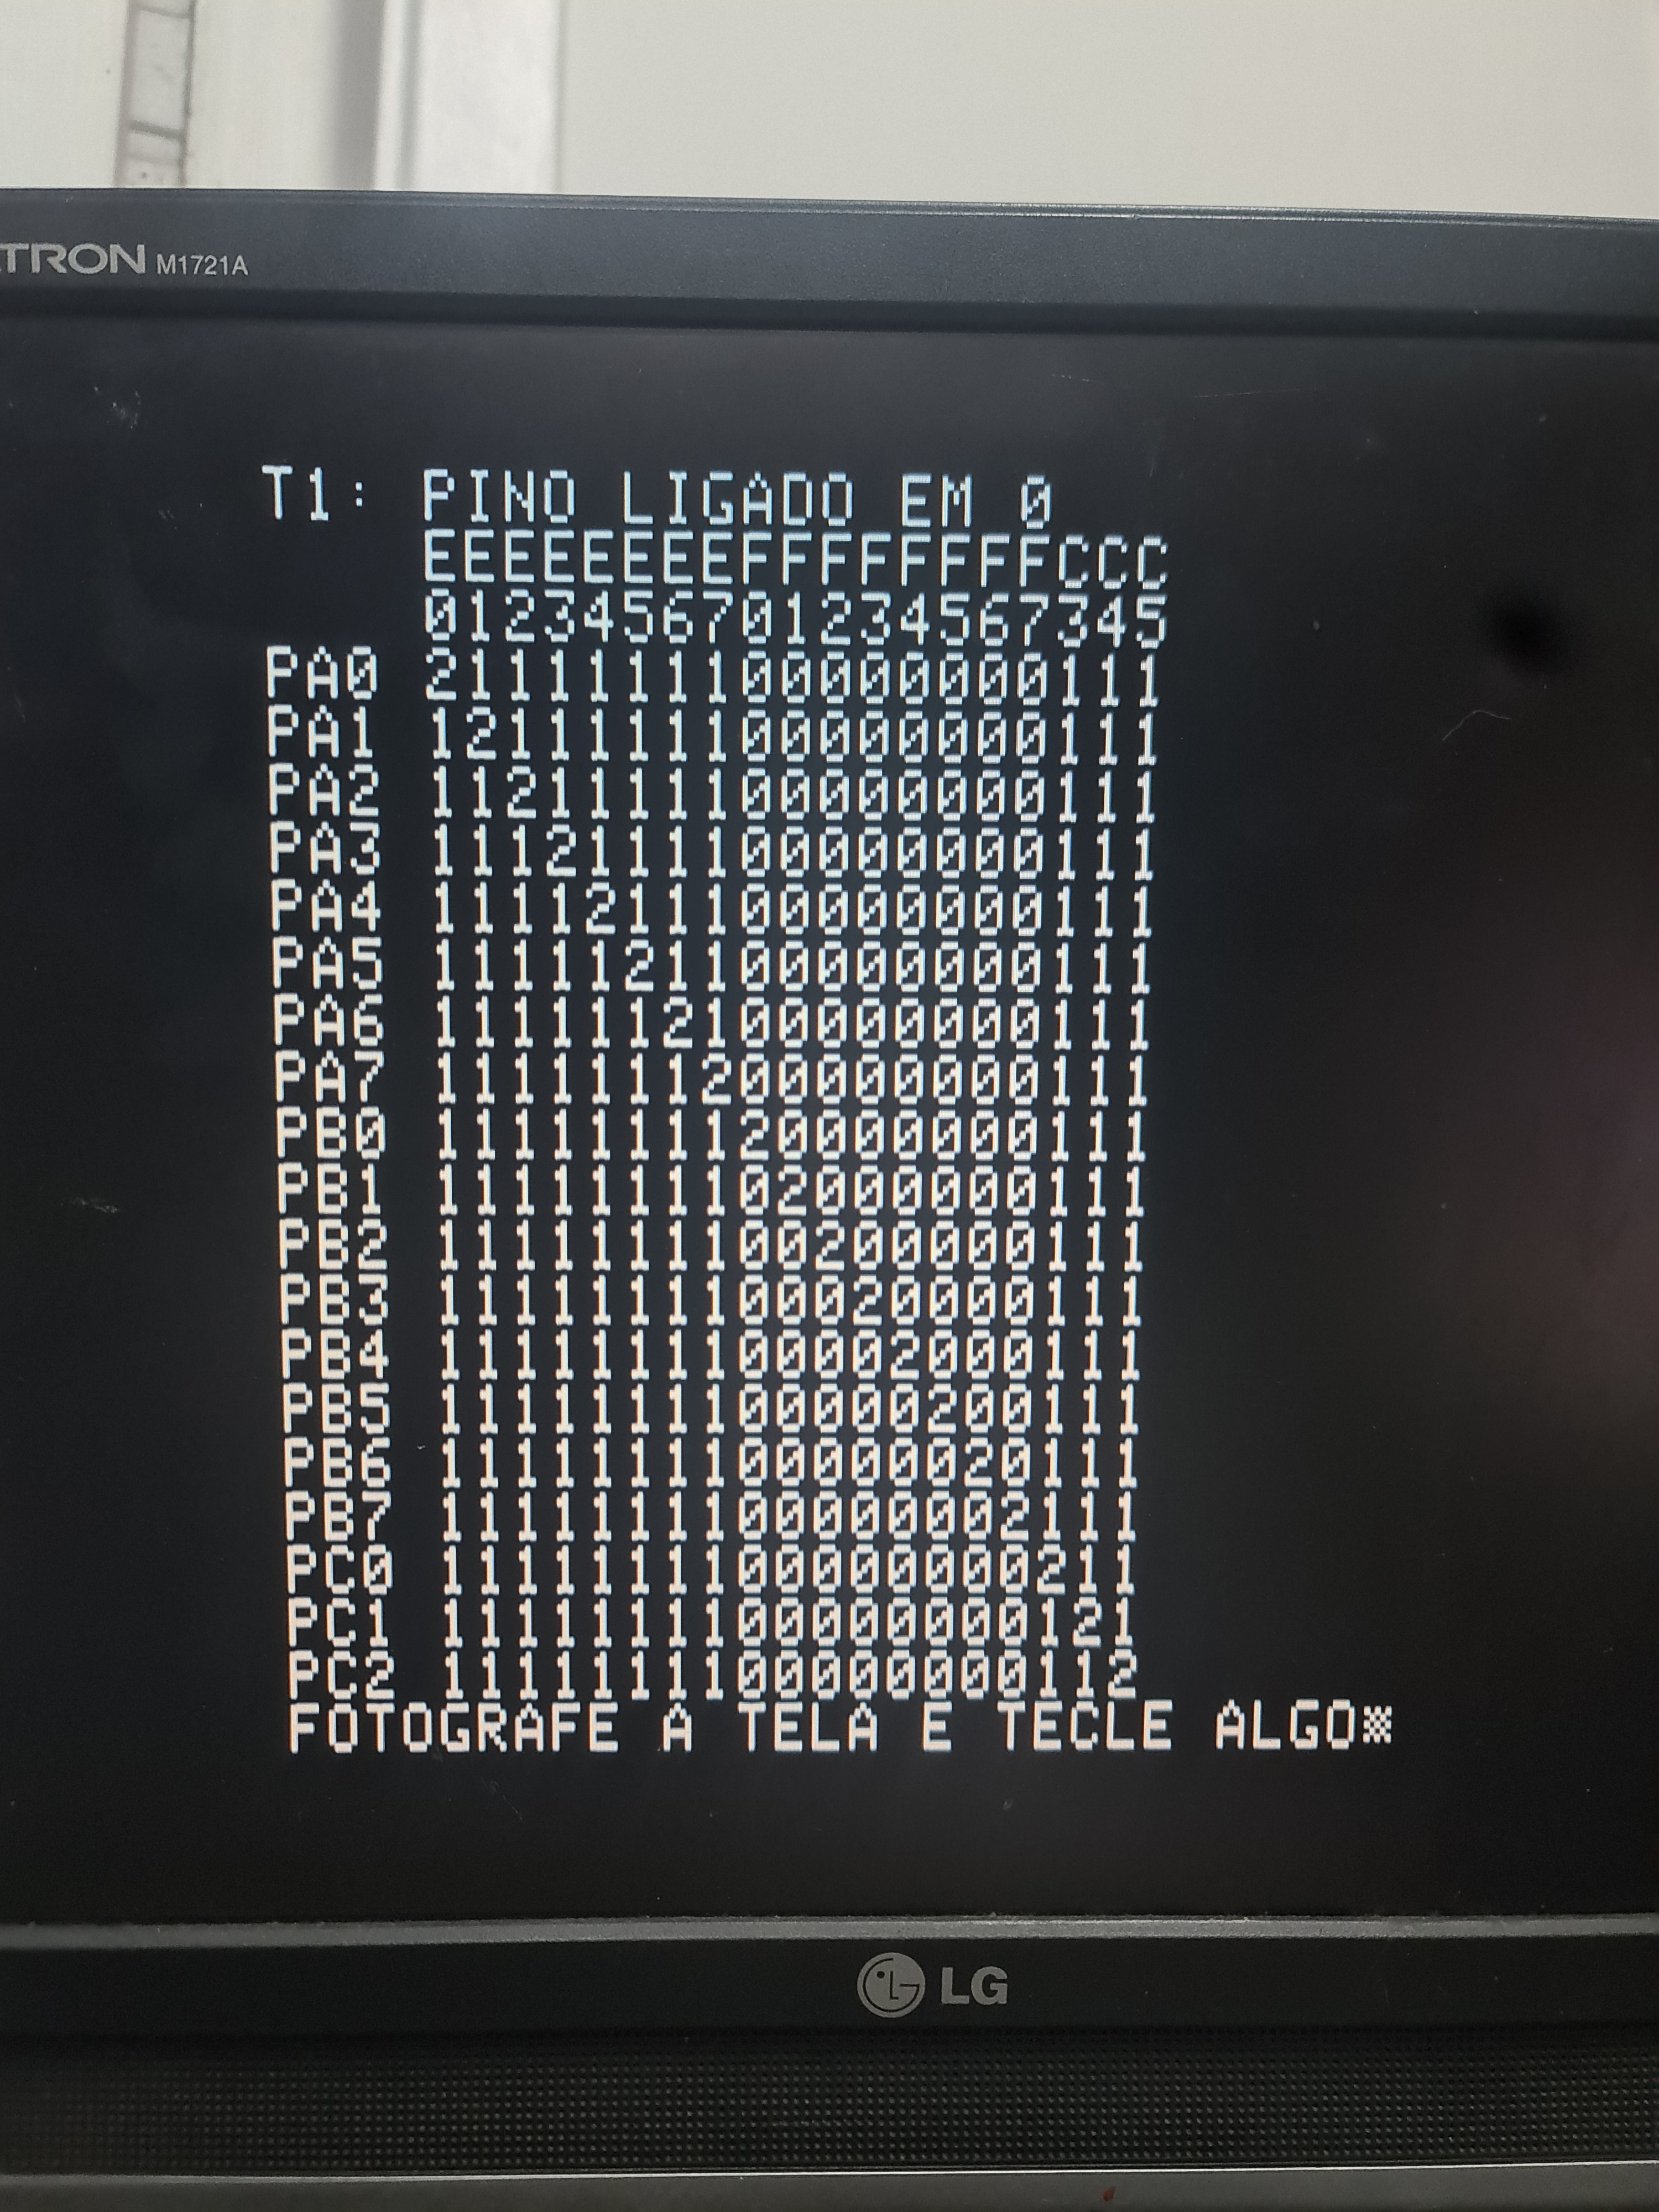 TRON M1721A
T1: PINO LIGADO EM 0
EEEEEEEEFFFFFFFFCCC
0123456701234567345
PA0 2111111100000000111
PA1 1211111100000000111
PA2 1121111100000000111
PA3 1112111100000000111
PA4 1111211100000000111
PA5 1111121100000000111
PA6 1111112100000000111
PA7 1111111200000000111
PB0 1111111120000000111
PB1 1111111102000000111
PB2 1111111100200000111
PB3 1111111100020000111
PB4 1111111100002000111
PB5 1111111100000200111
PB6 1111111100000020111
PB7 1111111100000002111
PC0 1111111100000000211
PC1 1111111100000000121
PC2 1111111100000000112
FOTOGRAFE A TELA E TECLE ALGO
LG